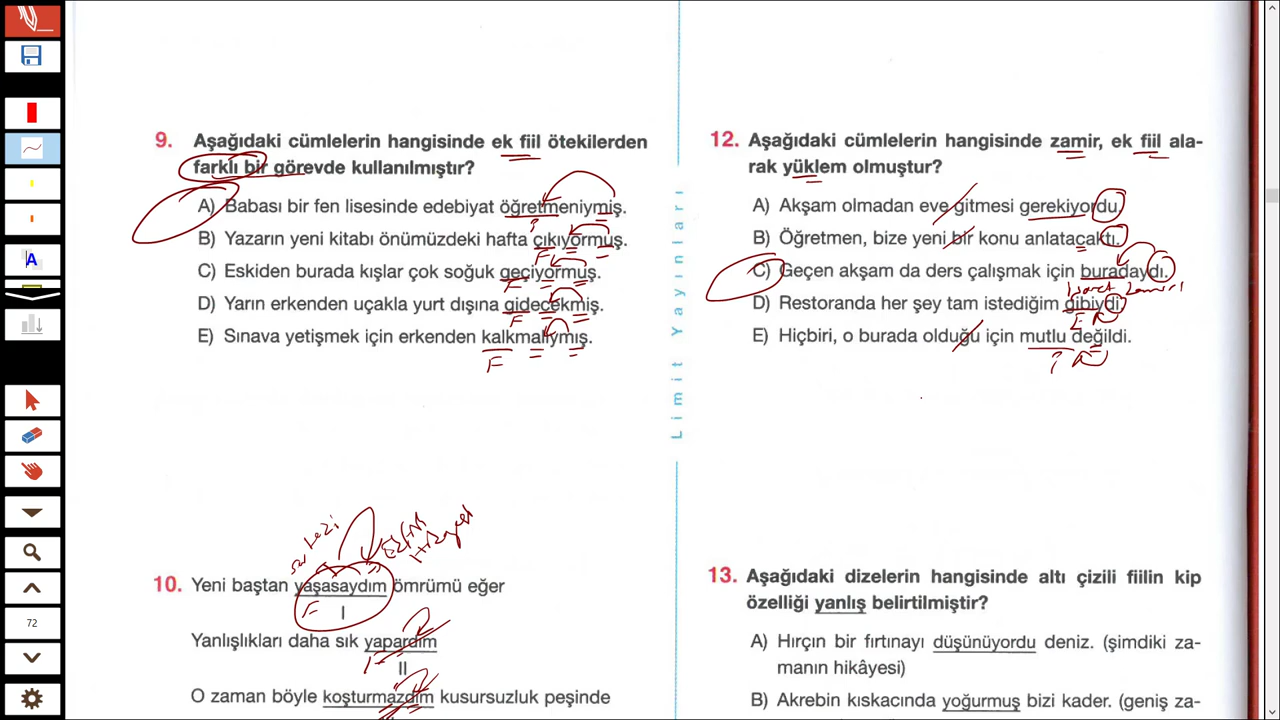 9. Aşağıdaki cümlelerin hangisinde ek fiil ötekilerden
farklı bir görevde kullanılmıştır?
A) Babası bir fen lisesinde edebiyat öğretmeniymiş.
B) Yazarın yeni kitabı önümüzdeki hafta çıkıyormuş.
C) Eskiden burada kışlar çok soğuk geçiyormuş.
D) Yarın erkenden uçakla yurt dışına gidecekmiş.
E) Sınava yetişmek için erkenden kalkmalıymış.
F
F
F
F
10. Yeni baştan yaşasaydım ömrümü eğer
F
I
Yanlışlıkları daha sık yapardım
II
O zaman böyle koşturmazdım kusursuzluk peşinde
Limit Yayınları
12. Aşağıdaki cümlelerin hangisinde zamir, ek fiil ala-
rak yüklem olmuştur?
A) Akşam olmadan eve gitmesi gerekiyordu.
B) Öğretmen, bize yeni bir konu anlatacaktı.
C) Geçen akşam da ders çalışmak için buradaydı.
D) Restoranda her şey tam istediğim gibiydi.
E) Hiçbiri, o burada olduğu için mutlu değildi.
13. Aşağıdaki dizelerin hangisinde altı çizili fiilin kip
özelliği yanlış belirtilmiştir?
A) Hırçın bir fırtınayı düşünüyordu deniz. (şimdiki za-
manın hikâyesi)
B) Akrebin kıskacında yoğurmuş bizi kader. (geniş za-
A
72